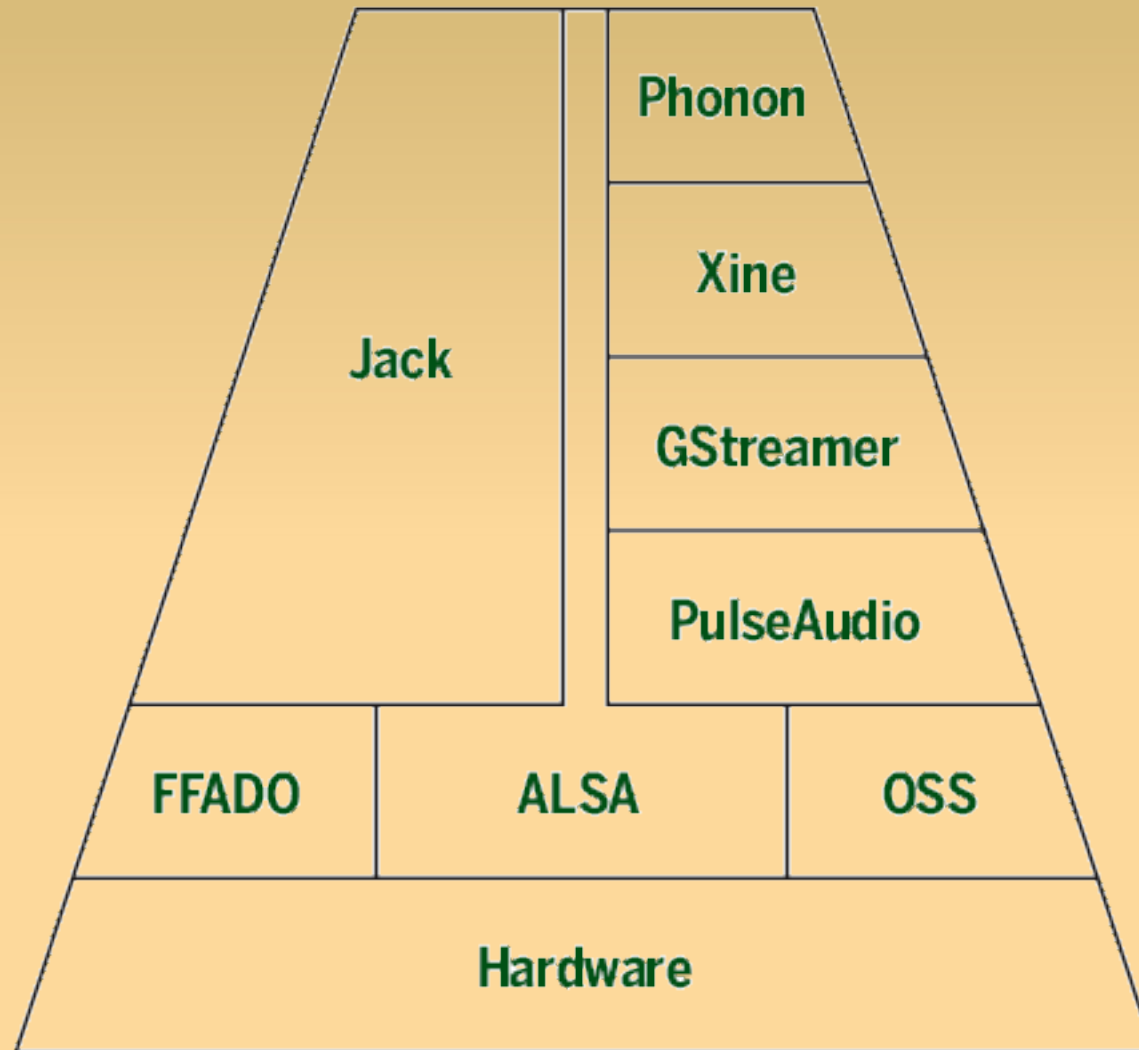 Phonon
Xine
Jack
GStreamer
PulseAudio
FFADO ALSA OSS
Hardware